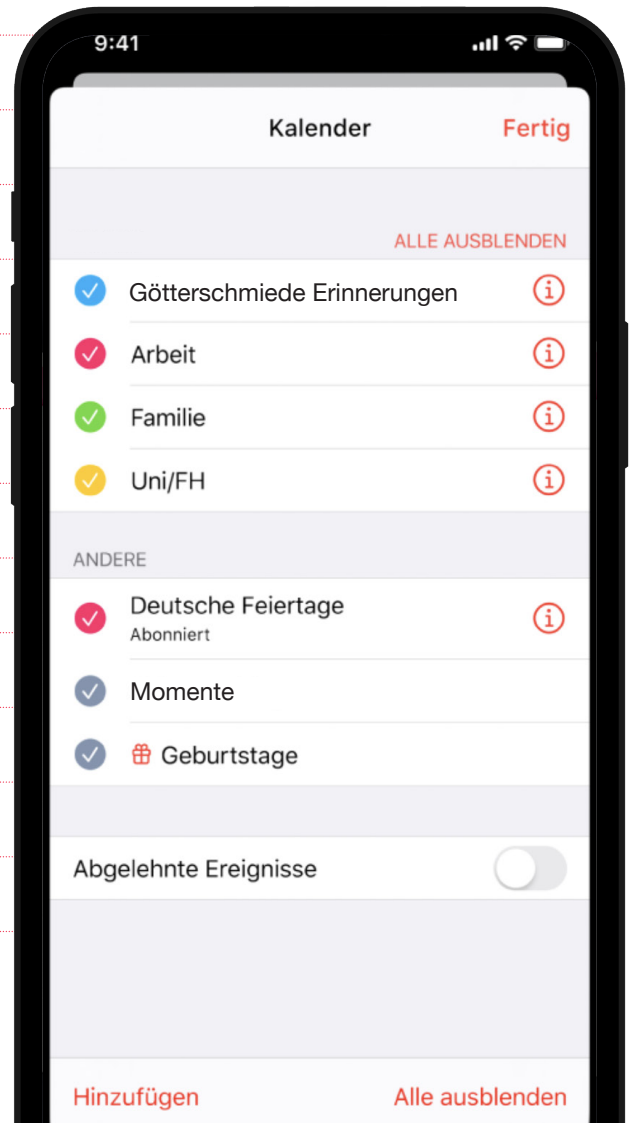 9:41
Kalender Fertig
ALLE AUSBLENDEN
Götterschmiede Erinnerungen
Arbeit
Familie
Uni/FH
ANDERE
Deutsche Feiertage
Abonniert
Momente
Geburtstage
Abgelehnte Ereignisse
Hinzufügen Alle ausblenden